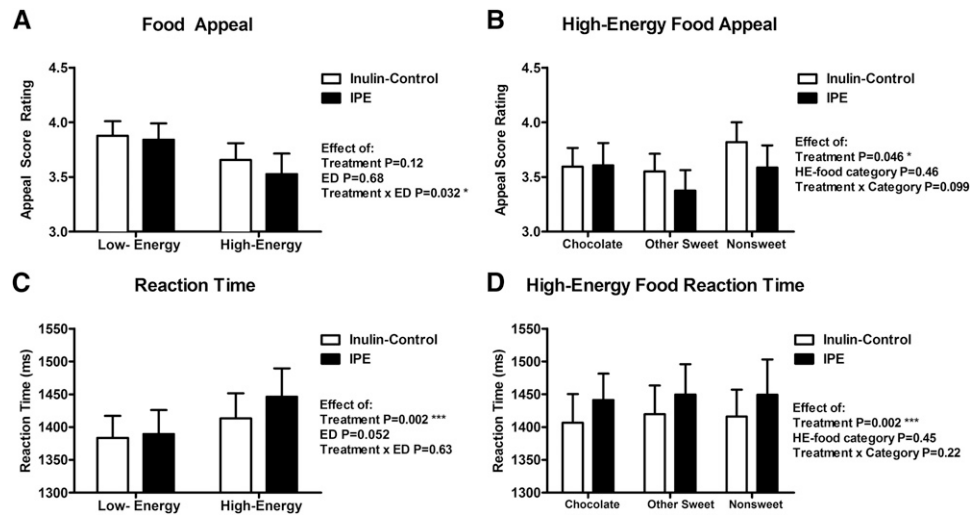 A
Food Appeal
Appeal Score Rating
4.5
4.0
3.5
3.0
Low- Energy
High-Energy
Inulin-Control
IPE
Effect of:
Treatment P=0.12
ED P=0.68
Treatment x ED P=0.032 *
B
High-Energy Food Appeal
Appeal Score Rating
4.5
4.0
3.5
3.0
Chocolate
Other Sweet
Nonsweet
Inulin-Control
IPE
Effect of:
Treatment P=0.046 *
HE-food category P=0.46
Treatment x Category P=0.099
C
Reaction Time
Reaction Time (ms)
1550
1500
1450
1400
1350
1300
Low- Energy
High-Energy
Inulin-Control
IPE
Effect of:
Treatment P=0.002 ***
ED P=0.052
Treatment x ED P=0.63
D
High-Energy Food Reaction Time
Reaction Time (ms)
1550
1500
1450
1400
1350
1300
Chocolate
Other Sweet
Nonsweet
Inulin-Control
IPE
Effect of:
Treatment P=0.002 ***
HE-food category P=0.45
Treatment x Category P=0.22